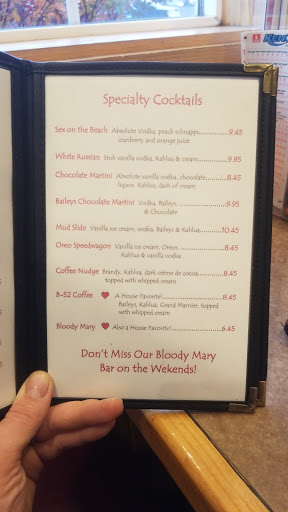 Specialty Cocktails
Sex on the Beach Absolute Vodka, peach schnapps...............9.45
cranberry and orange juice
White Russian Stoli vanilla vodka, Kahlua & cream...............9.95
Chocolate Martini Absolute vanilla vodka, chocolate...........8.45
liquer, Kahlua, dark of cream
Baileys Chocolate Martini Vodka, Baileys, ..........................9.95
& Chocolate
Mud Slide Vanilla ice cream, vodka, Baileys & Kahlua..........10.45
Oreo Speedwagon Vanilla ice cream, Oreos, ......................8.45
Kahlua & vanilla vodka
Coffee Nudge Brandy, Kahlua, dark crème de cocoa...............8.45
topped with whipped cream
B-52 Coffee ♥ A House Favorite!...............................8.45
Baileys, Kahlua, Grand Marnier, topped
with whipped cream
Bloody Mary ♥ Also a House Favorite!..........................6.45
Don't Miss Our Bloody Mary
Bar on the Wekends!